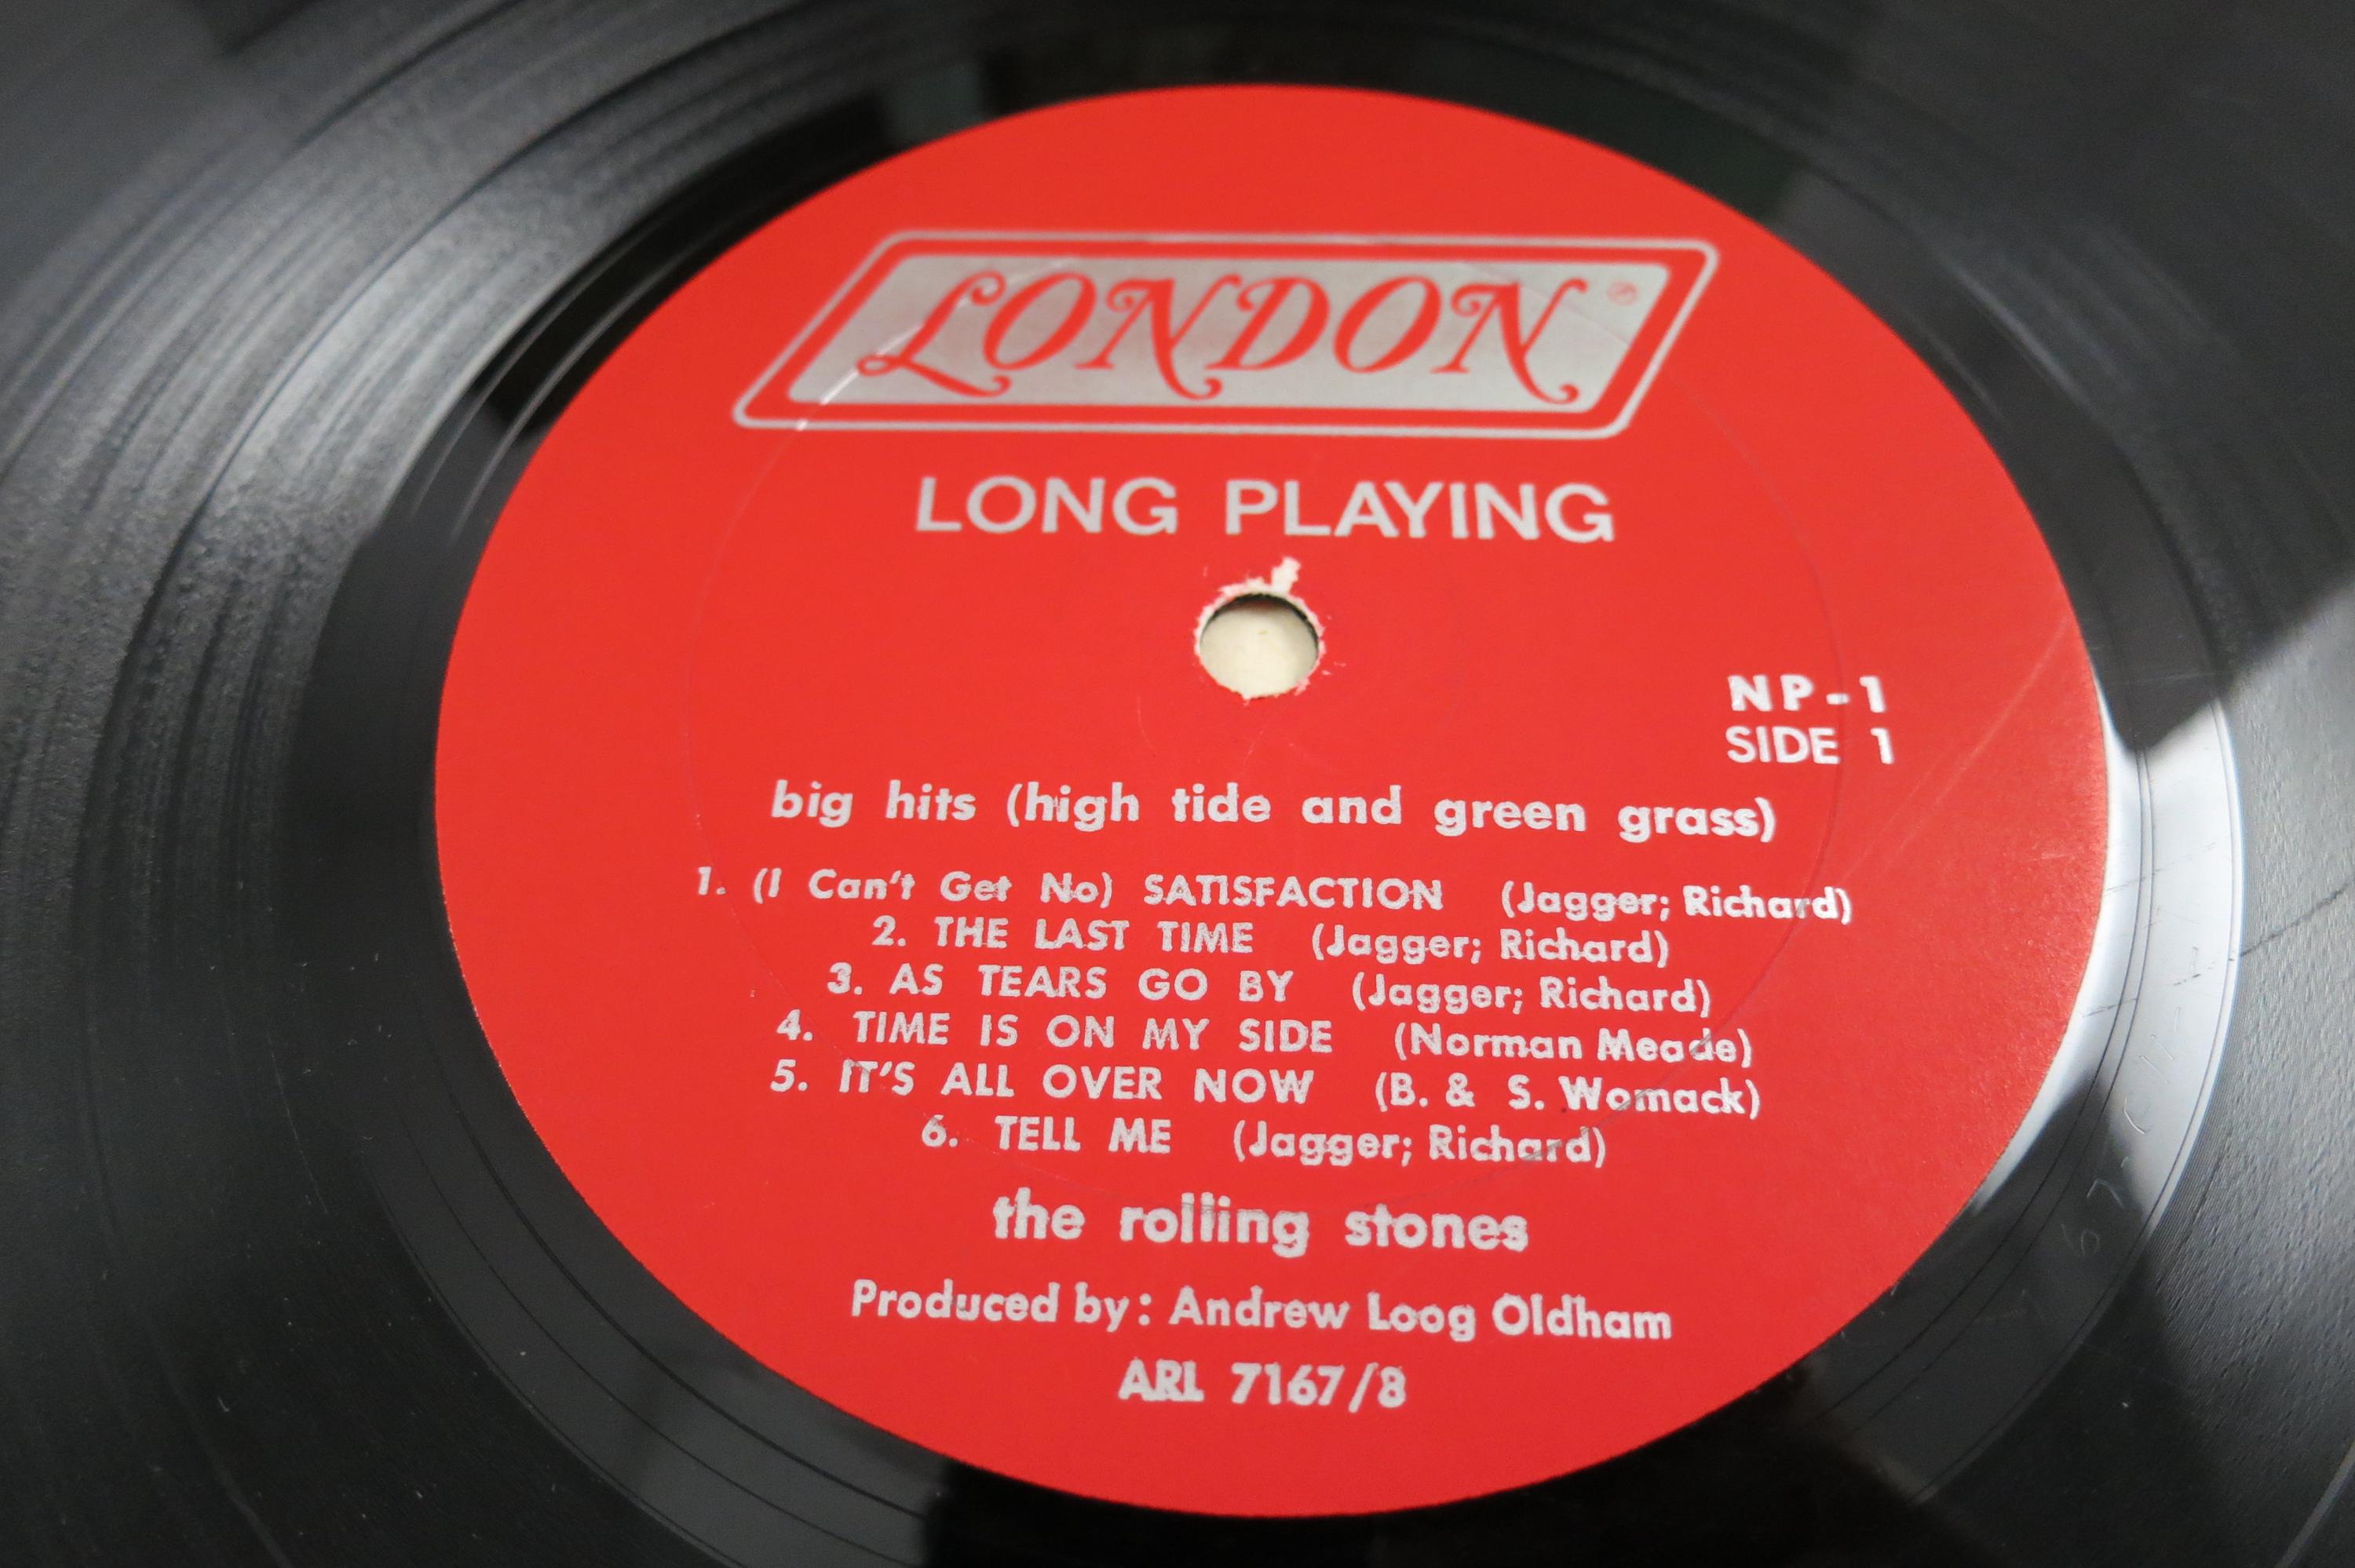 LONDON
LONG PLAYING
NP-1
SIDE 1
big hits (high tide and green grass)
1. (I Can't Get No) SATISFACTION (Jagger; Richard)
2. THE LAST TIME (Jagger; Richard)
3. AS TEARS GO BY (Jagger; Richard)
4. TIME IS ON MY SIDE (Norman Meade)
5. IT'S ALL OVER NOW (B. & S. Womack)
6. TELL ME (Jagger; Richard)
the rolling stones
Produced by: Andrew Loog Oldham
ARL 7167/8